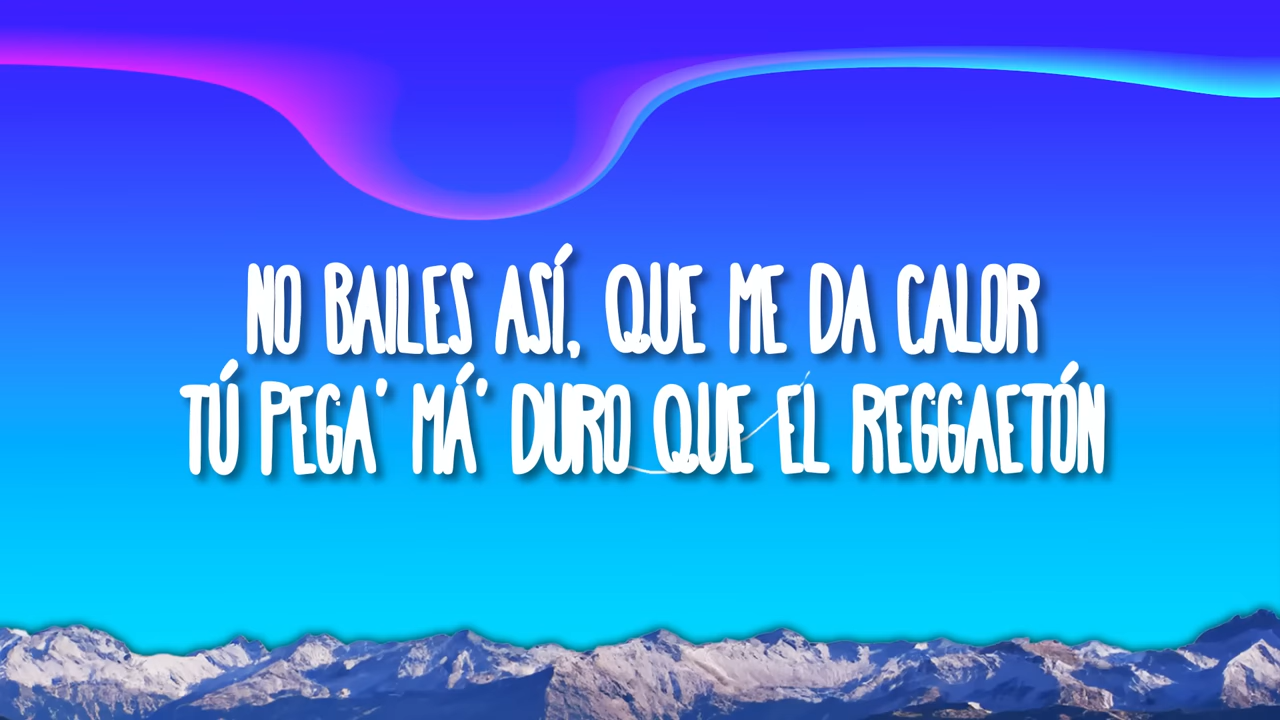 NO BAILES ASÍ, QUE ME DA CALOR
TÚ PEGA' MÁ' DURO QUE EL REGGAETÓN